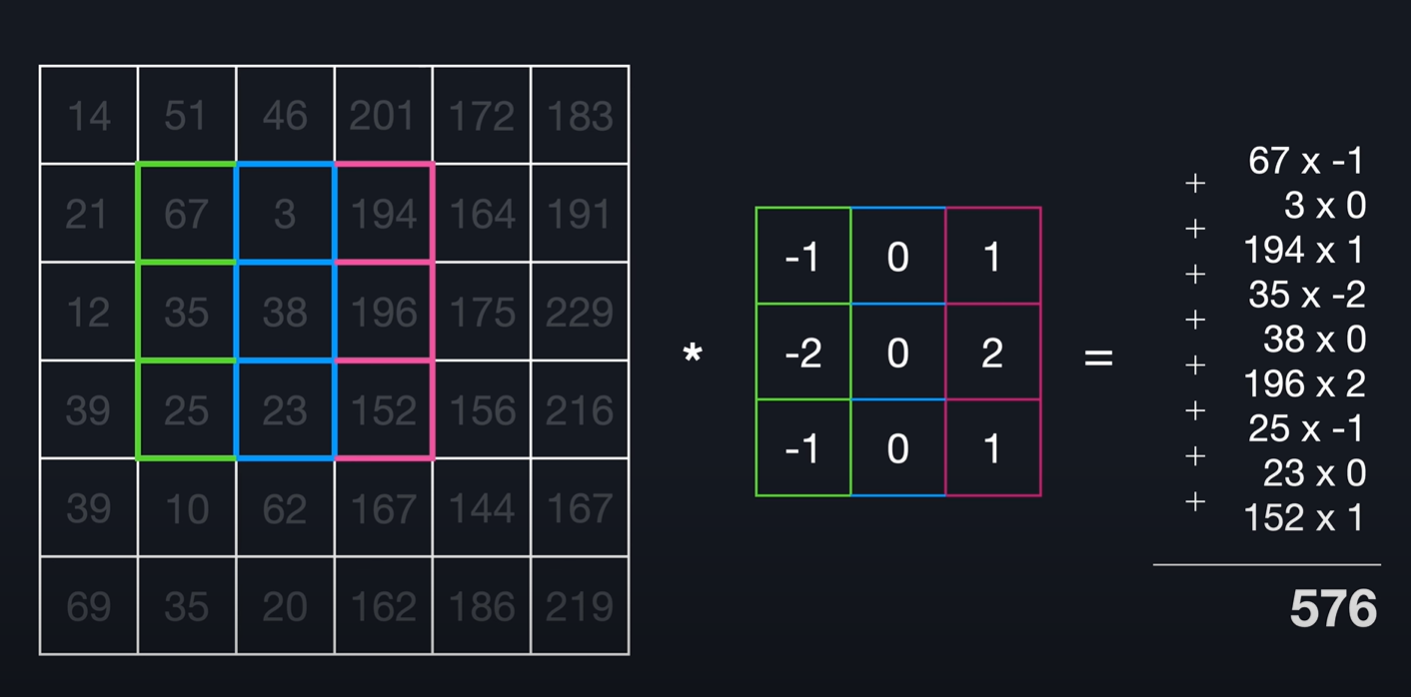 14 51 46 201 172 183
21 67 3 194 164 191
12 35 38 196 175 229
39 25 23 152 156 216
39 10 62 167 144 167
69 35 20 162 186 219
*
-1 0 1
-2 0 2
-1 0 1
=
67 x -1
+
3 x 0
+
194 x 1
+
35 x -2
+
38 x 0
+
196 x 2
+
25 x -1
+
23 x 0
+
152 x 1
576